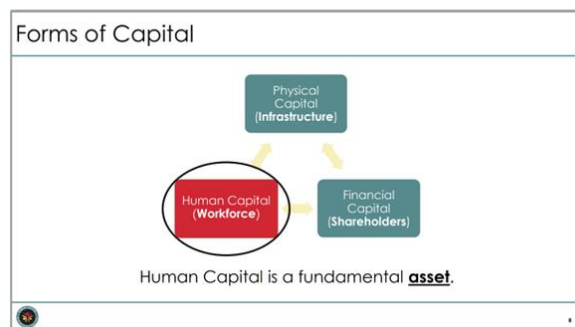 Forms of Capital
Physical
Capital
(Infrastructure)
Human Capital
(Workforce)
Financial
Capital
(Shareholders)
Human Capital is a fundamental asset.